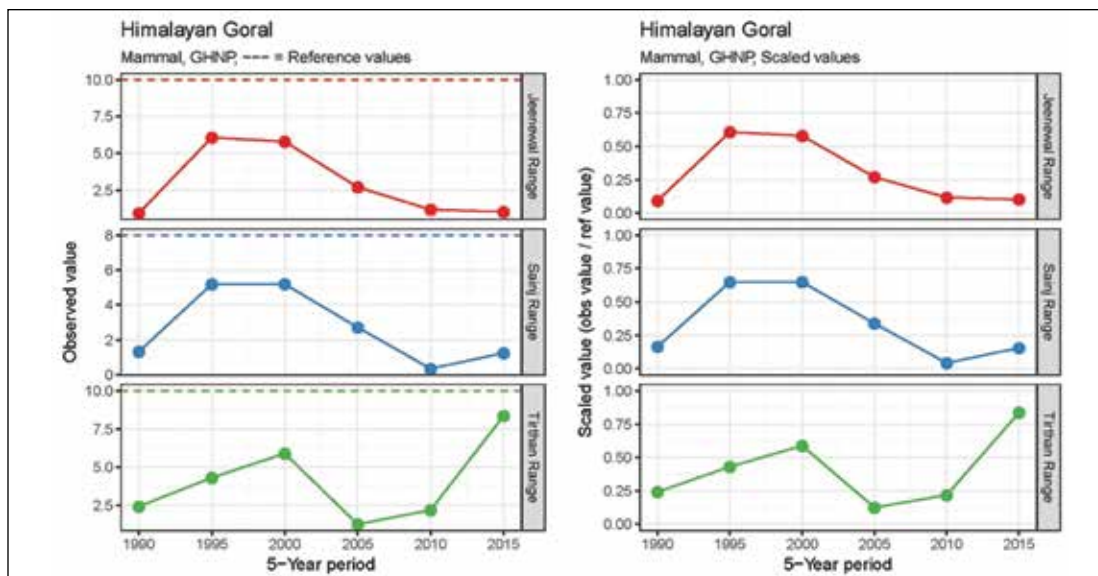 Himalayan Goral
Mammal, GHNP, --- = Reference values
10.0
7.5
5.0
2.5
Jeenewal Range
8
6
4
2
0
Sainj Range
10.0
7.5
5.0
2.5
Tirthan Range
Observed value
1990 1995 2000 2005 2010 2015
5-Year period
Himalayan Goral
Mammal, GHNP, Scaled values
1.00
0.75
0.50
0.25
0.00
Jeenewal Range
1.00
0.75
0.50
0.25
0.00
Sainj Range
1.00
0.75
0.50
0.25
0.00
Tirthan Range
Scaled value (obs value / ref value)
1990 1995 2000 2005 2010 2015
5-Year period